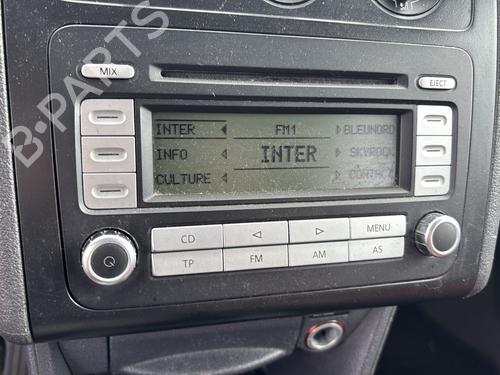 B-PARTS
MIX
EJECT
INTER FM1 BLEUNORD
INFO INTER SKYROCK
CULTURE CONTACT
CD MENU
TP FM AM AS